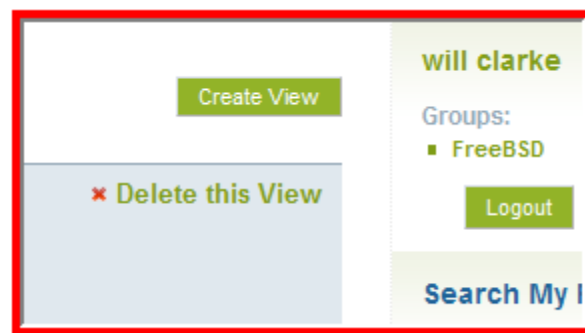 Create View
Delete this View
will clarke
Groups:
FreeBSD
Logout
Search My